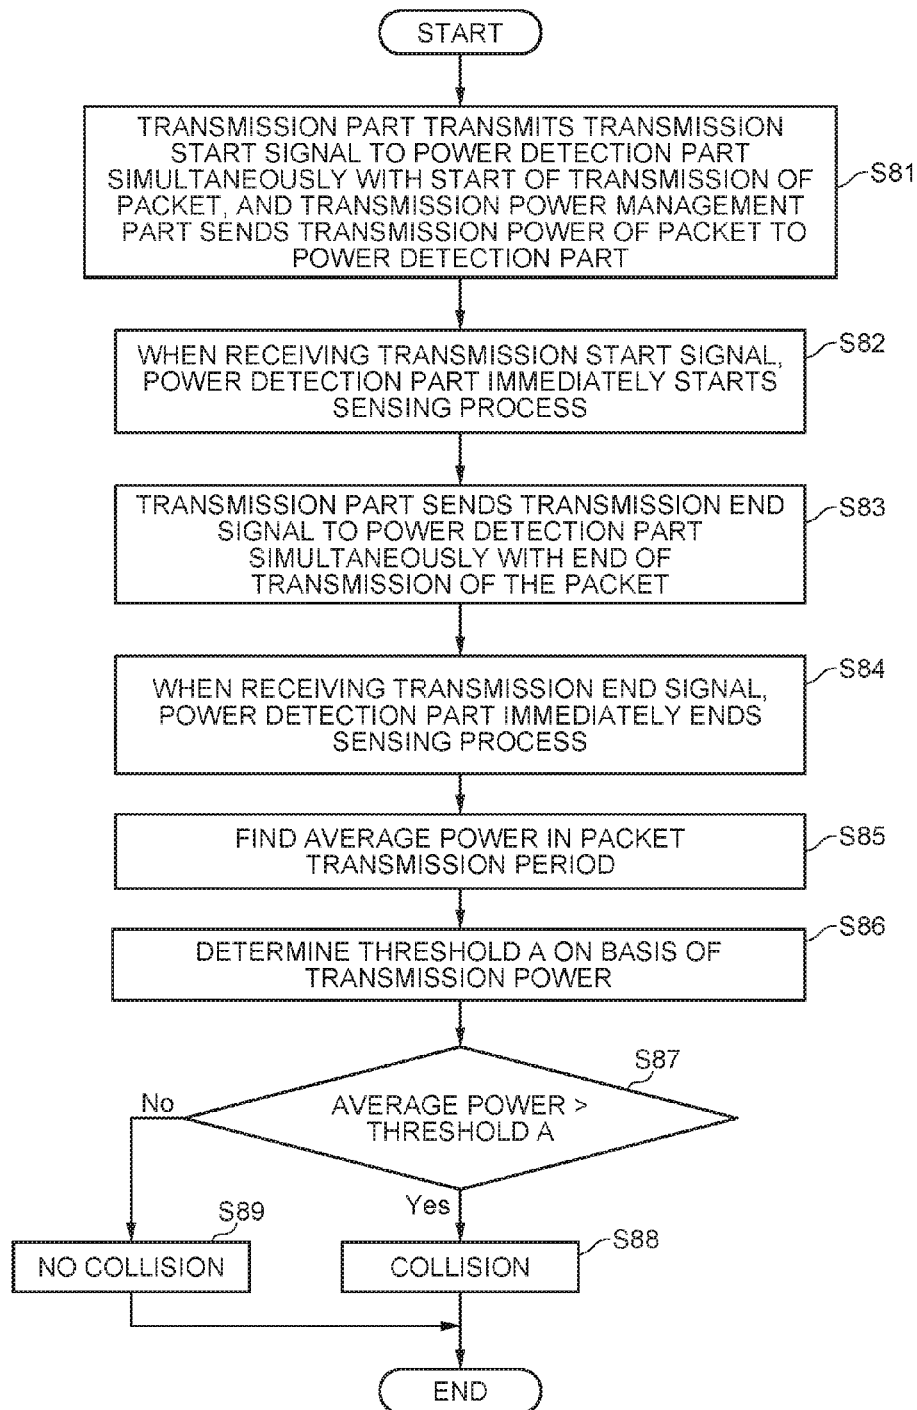 START
TRANSMISSION PART TRANSMITS TRANSMISSION
START SIGNAL TO POWER DETECTION PART
SIMULTANEOUSLY WITH START OF TRANSMISSION OF
PACKET, AND TRANSMISSION POWER MANAGEMENT
PART SENDS TRANSMISSION POWER OF PACKET TO
POWER DETECTION PART
S81
WHEN RECEIVING TRANSMISSION START SIGNAL,
POWER DETECTION PART IMMEDIATELY STARTS
SENSING PROCESS
S82
TRANSMISSION PART SENDS TRANSMISSION END
SIGNAL TO POWER DETECTION PART
SIMULTANEOUSLY WITH END OF
TRANSMISSION OF THE PACKET
S83
WHEN RECEIVING TRANSMISSION END SIGNAL,
POWER DETECTION PART IMMEDIATELY ENDS
SENSING PROCESS
S84
FIND AVERAGE POWER IN PACKET
TRANSMISSION PERIOD
S85
DETERMINE THRESHOLD A ON BASIS OF
TRANSMISSION POWER
S86
AVERAGE POWER >
THRESHOLD A
S87
No
Yes
NO COLLISION
S89
COLLISION
S88
END